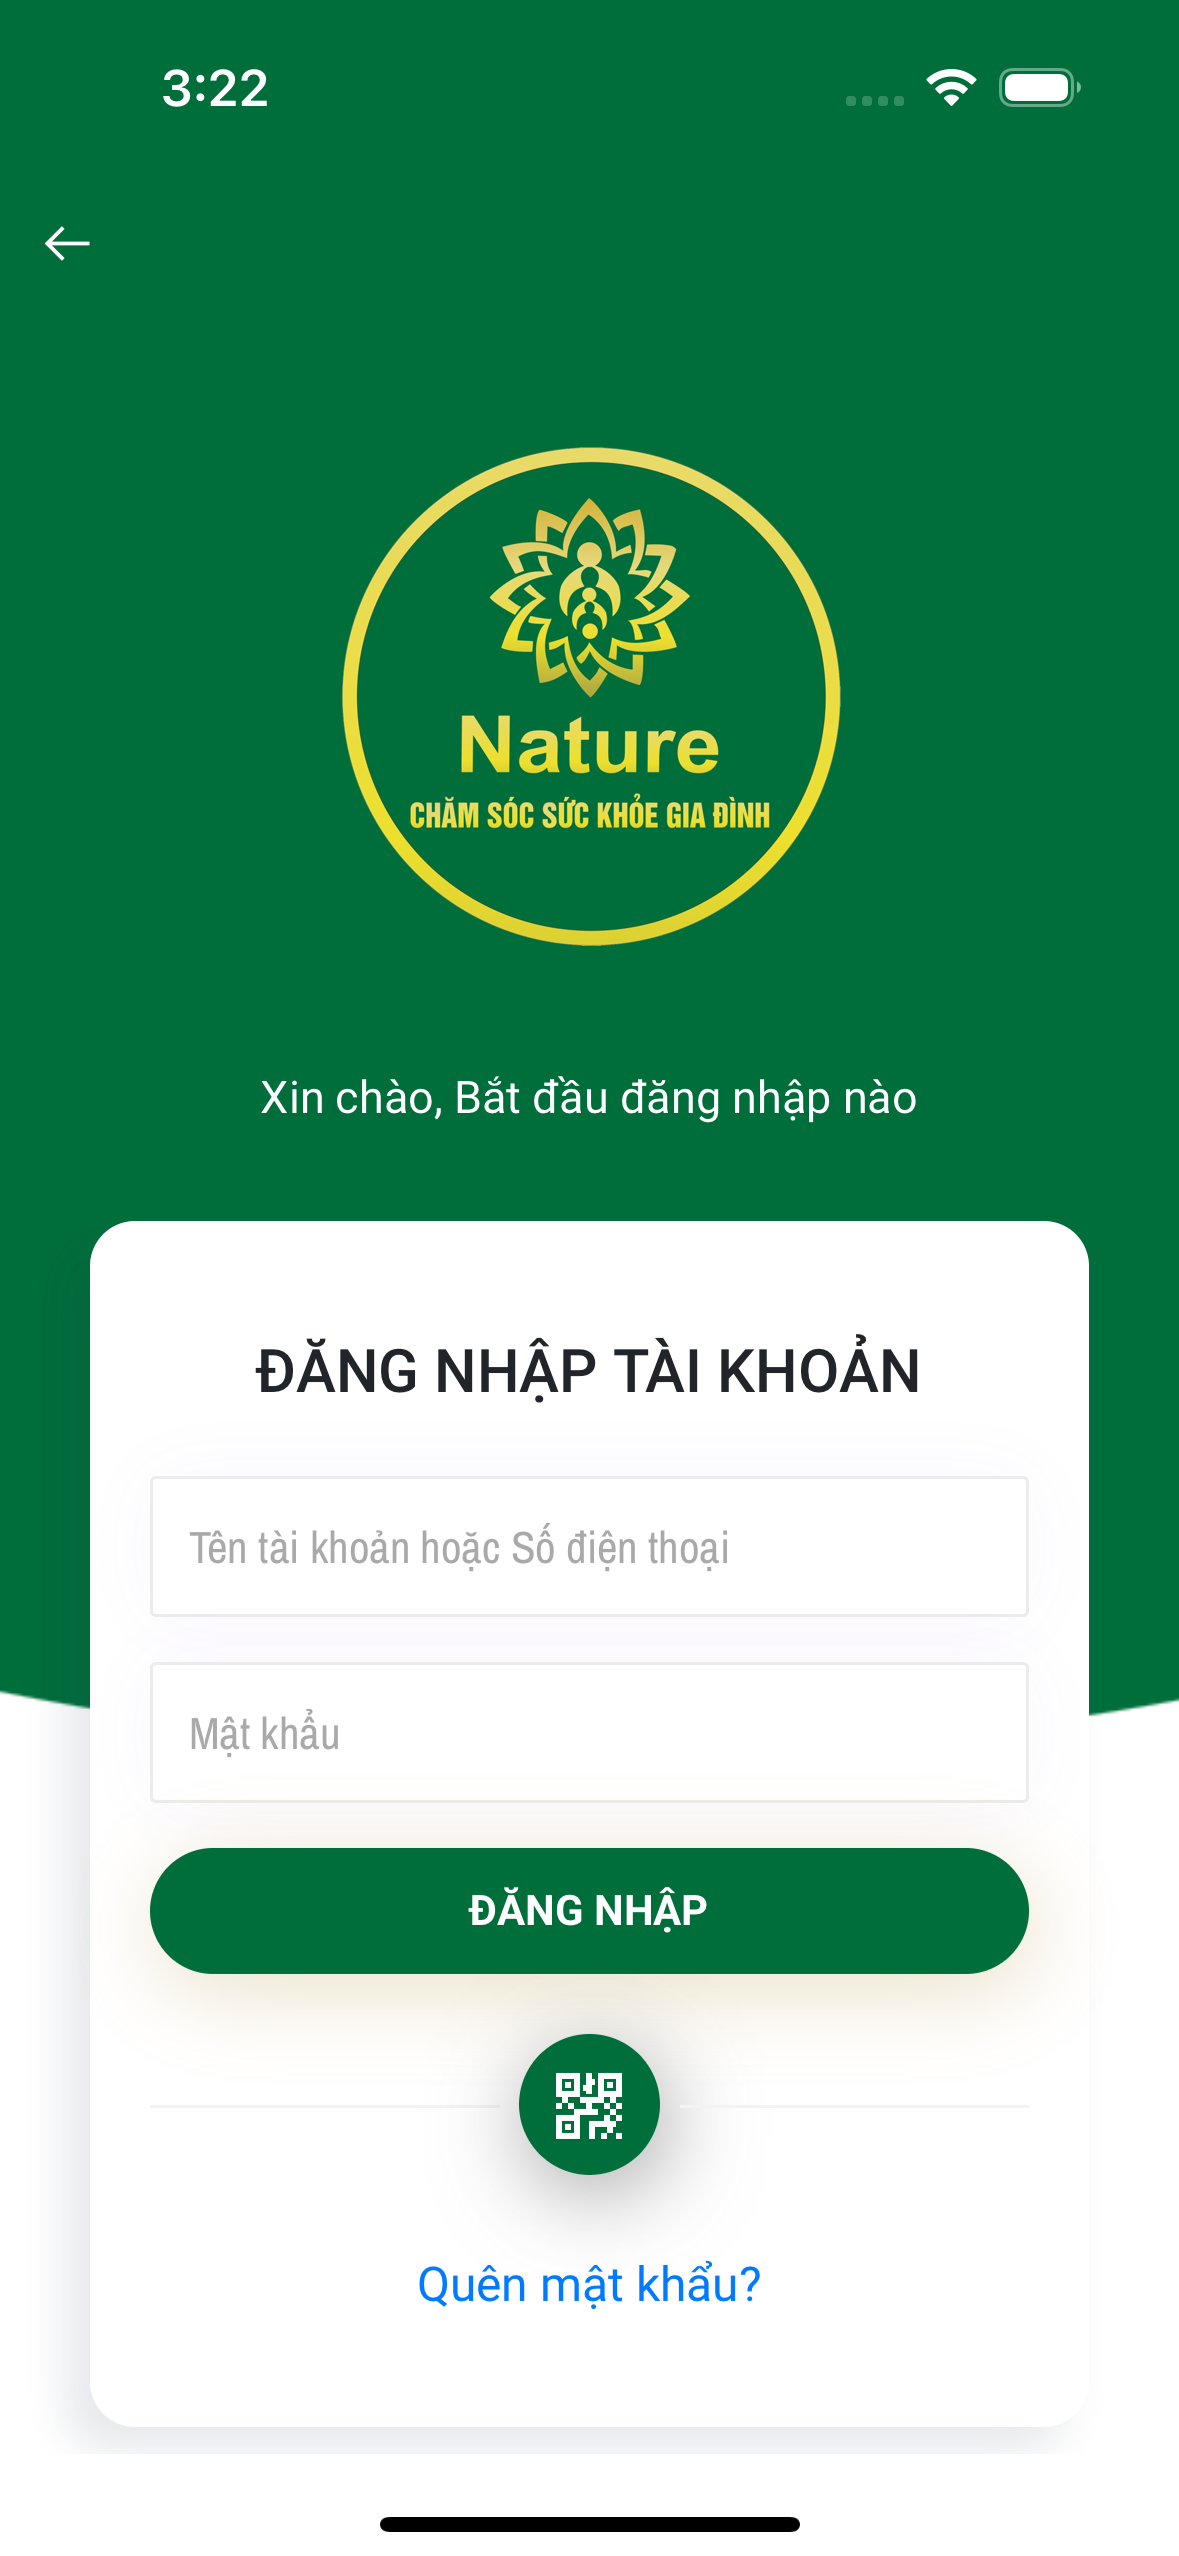 3:22
Nature
CHĂM SÓC SỨC KHỎE GIA ĐÌNH
Xin chào, Bắt đầu đăng nhập nào
ĐĂNG NHẬP TÀI KHOẢN
Tên tài khoản hoặc Số điện thoại
Mật khẩu
ĐĂNG NHẬP
Quên mật khẩu?